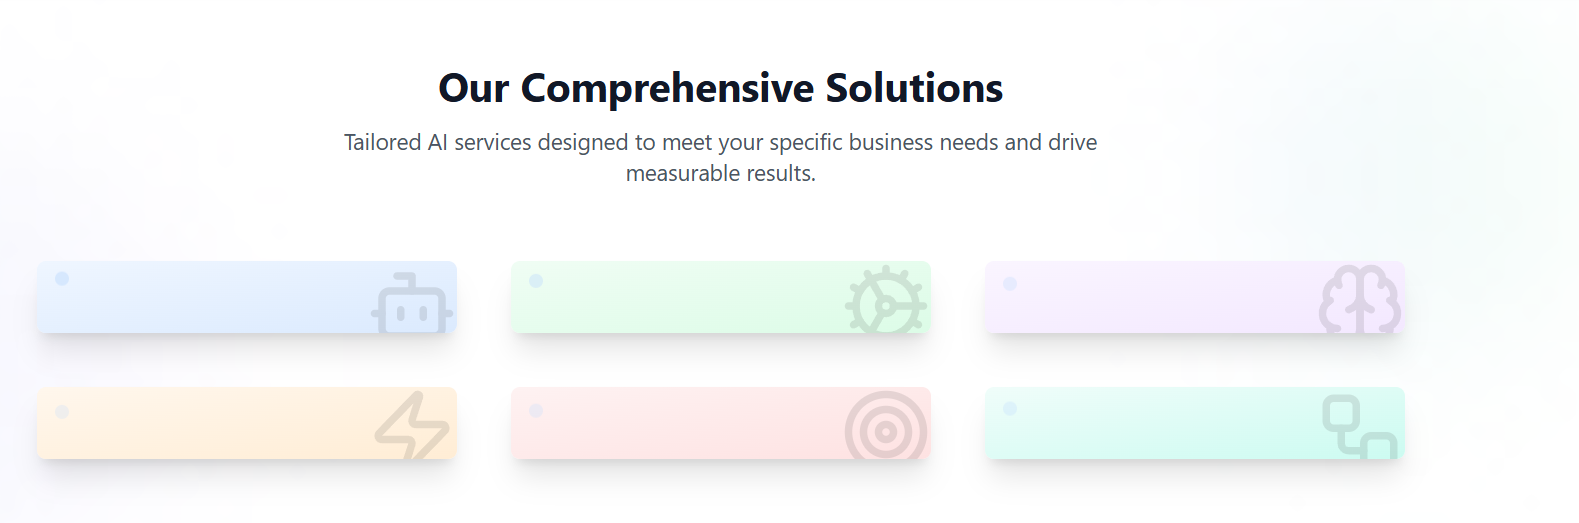 Our Comprehensive Solutions
Tailored AI services designed to meet your specific business needs and drive
measurable results.